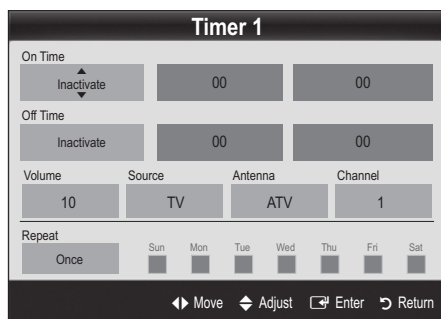 Timer 1
On Time
Inactivate 00 00
Off Time
Inactivate 00 00
Volume Source Antenna Channel
10 TV ATV 1
Repeat
Sun Mon Tue Wed Thu Fri Sat
Once
Move Adjust Enter Return